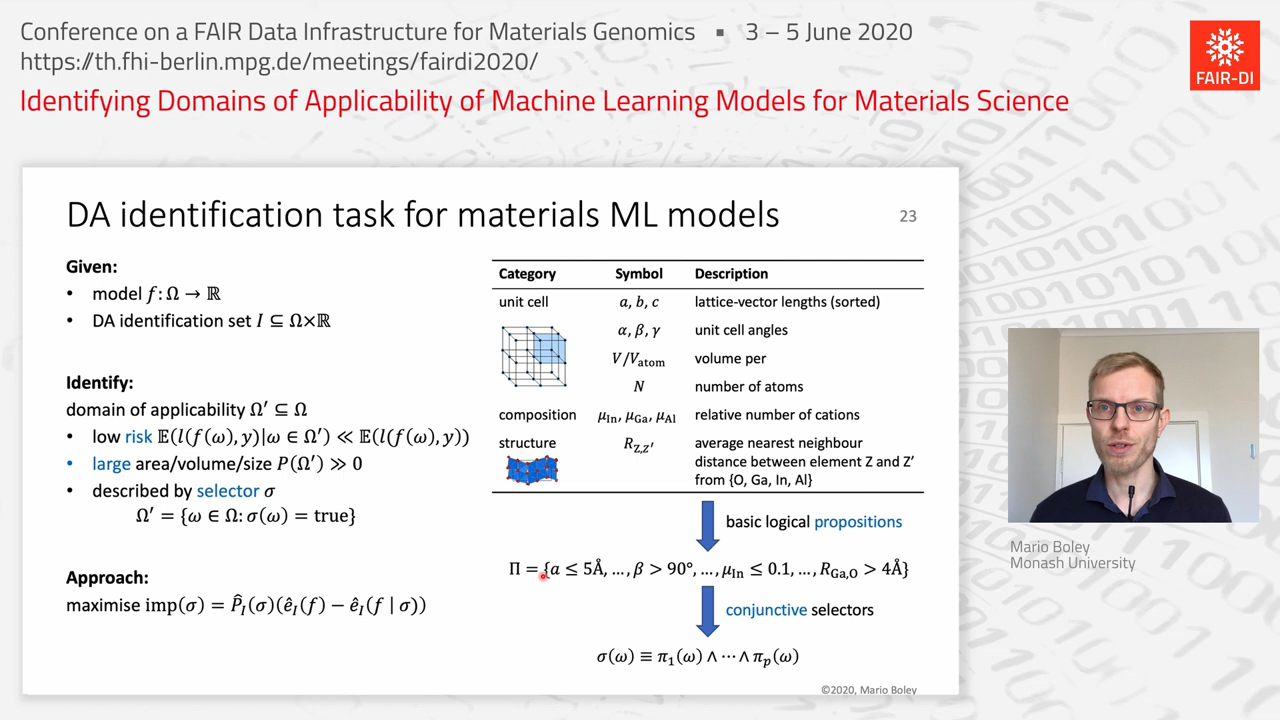 Conference on a FAIR Data Infrastructure for Materials Genomics ▪ 3 – 5 June 2020
https://th.fhi-berlin.mpg.de/meetings/fairdi2020/
Identifying Domains of Applicability of Machine Learning Models for Materials Science
FAIR-DI
DA identification task for materials ML models
23
Given:
• model f: Ω → ℝ
• DA identification set I ⊆ Ω×ℝ
Identify:
domain of applicability Ω′ ⊆ Ω
• low risk 𝔼(l(f(ω), y)|ω ∈ Ω′) ≪ 𝔼(l(f(ω), y))
• large area/volume/size P(Ω′) ≫ 0
• described by selector σ
Ω′ = {ω ∈ Ω: σ(ω) = true}
Approach:
maximise imp(σ) = P̂_I(σ)(ê_I(f) − ê_I(f | σ))
Category Symbol Description
unit cell a, b, c lattice-vector lengths (sorted)
α, β, γ unit cell angles
V/V_atom volume per
N number of atoms
composition μ_In, μ_Ga, μ_Al relative number of cations
structure R_Z,Z′ average nearest neighbour
distance between element Z and Z′
from {O, Ga, In, Al}
basic logical propositions
Π = {a ≤ 5Å, …, β > 90°, …, μ_In ≤ 0.1, …, R_Ga,O > 4Å}
conjunctive selectors
σ(ω) ≡ π_1(ω) ∧ ⋯ ∧ π_p(ω)
©2020, Mario Boley
Mario Boley
Monash University